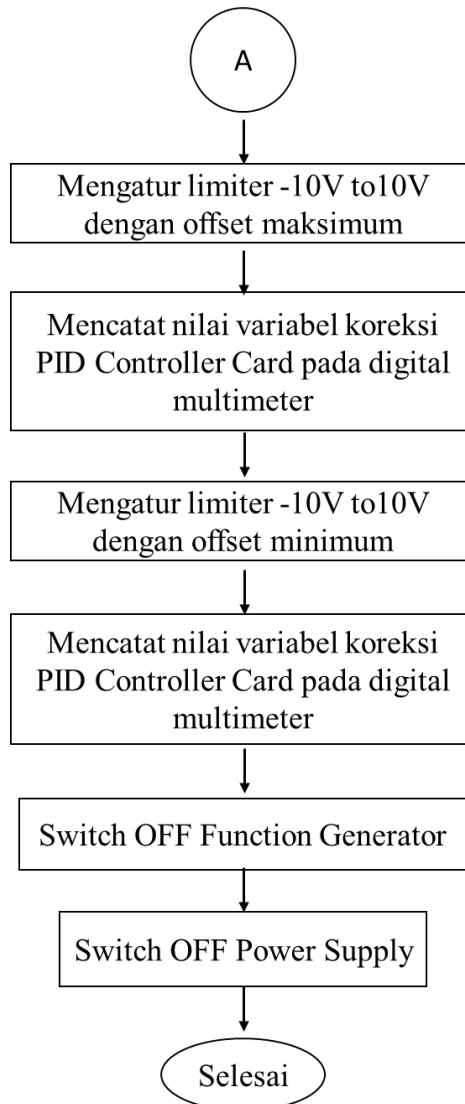 A
Mengatur limiter -10V to10V
dengan offset maksimum
Mencatat nilai variabel koreksi
PID Controller Card pada digital
multimeter
Mengatur limiter -10V to10V
dengan offset minimum
Mencatat nilai variabel koreksi
PID Controller Card pada digital
multimeter
Switch OFF Function Generator
Switch OFF Power Supply
Selesai